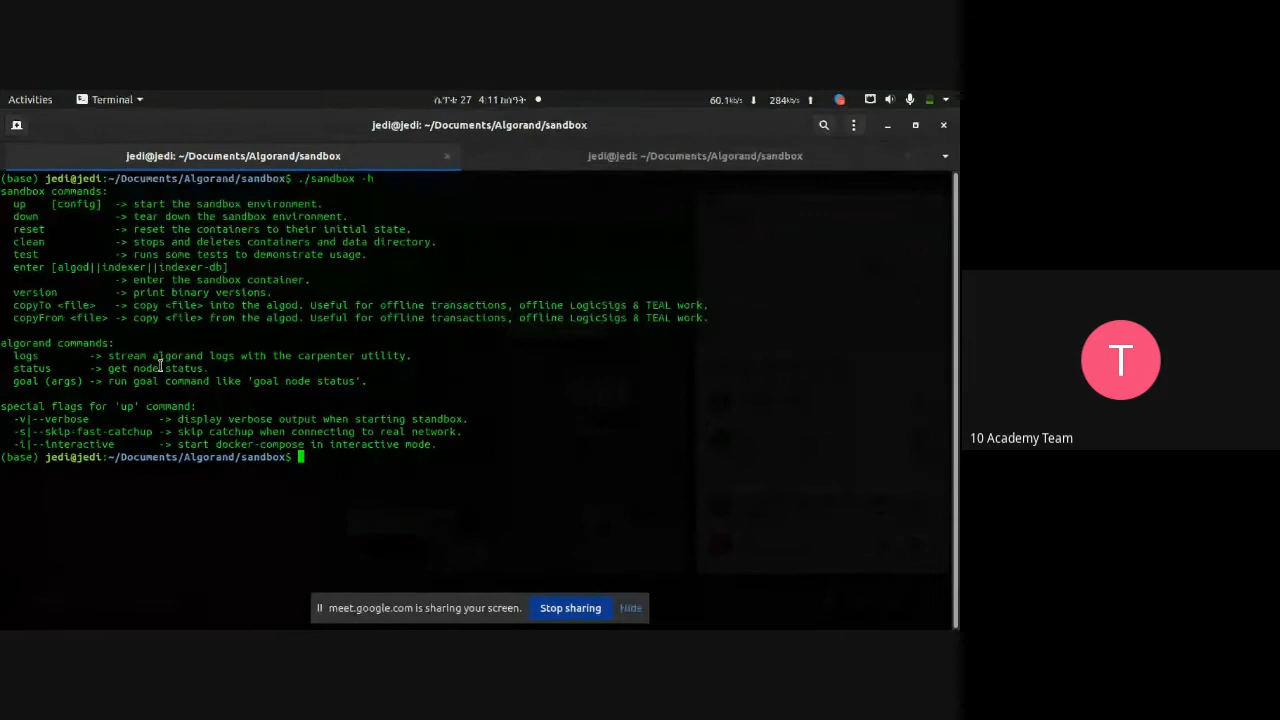 Activities Terminal ሴፕቴ 27 4:11 ከሰዓት 60.1kb/s 284kb/s
jedi@jedi: ~/Documents/Algorand/sandbox
jedi@jedi: ~/Documents/Algorand/sandbox jedi@jedi: ~/Documents/Algorand/sandbox
(base) jedi@jedi:~/Documents/Algorand/sandbox$ ./sandbox -h
sandbox commands:
up [config] -> start the sandbox environment.
down -> tear down the sandbox environment.
reset -> reset the containers to their initial state.
clean -> stops and deletes containers and data directory.
test -> runs some tests to demonstrate usage.
enter [algod||indexer||indexer-db]
-> enter the sandbox container.
version -> print binary versions.
copyTo <file> -> copy <file> into the algod. Useful for offline transactions, offline LogicSigs & TEAL work.
copyFrom <file> -> copy <file> from the algod. Useful for offline transactions, offline LogicSigs & TEAL work.
algorand commands:
logs -> stream algorand logs with the carpenter utility.
status -> get node status.
goal (args) -> run goal command like 'goal node status'.
special flags for 'up' command:
-v|--verbose -> display verbose output when starting sandbox.
-s|--skip-fast-catchup -> skip catchup when connecting to real network.
-i|--interactive -> start docker-compose in interactive mode.
(base) jedi@jedi:~/Documents/Algorand/sandbox$
meet.google.com is sharing your screen. Stop sharing Hide
T
10 Academy Team